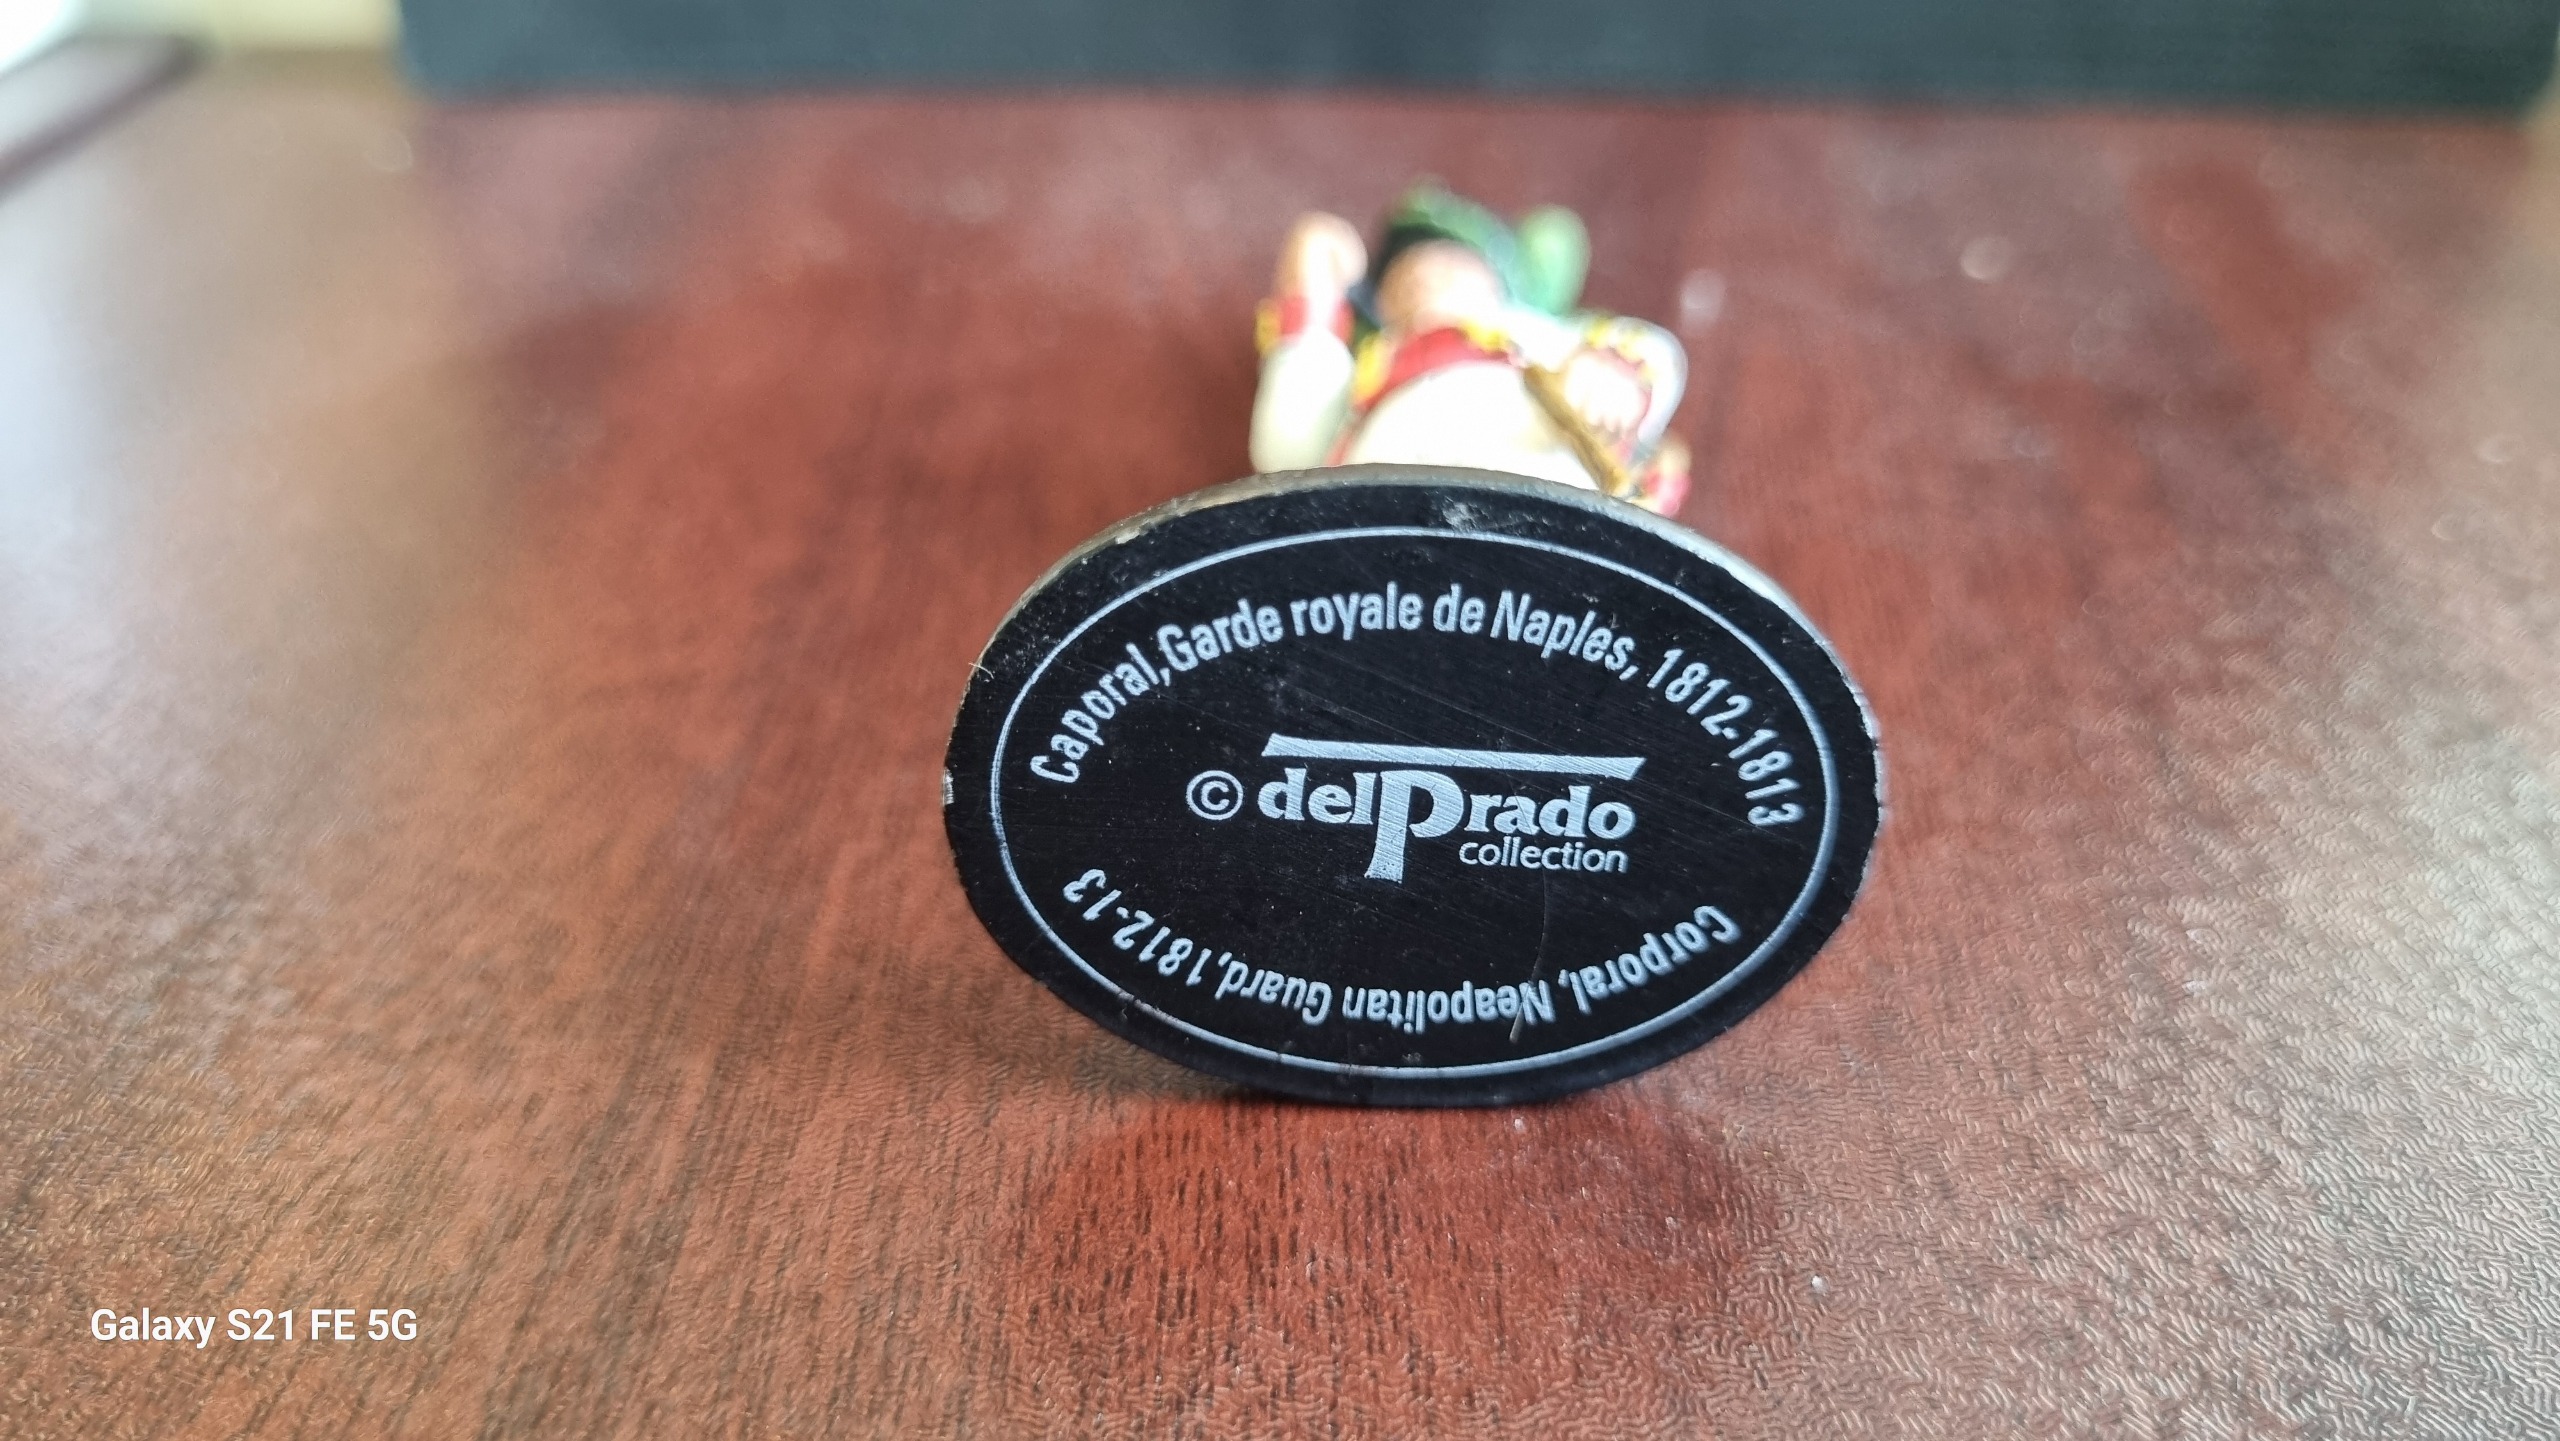 Caporal,Garde royale de Naples, 1812-1813
© delPrado
collection
Corporal, Neapolitan Guard,1812-13
Galaxy S21 FE 5G